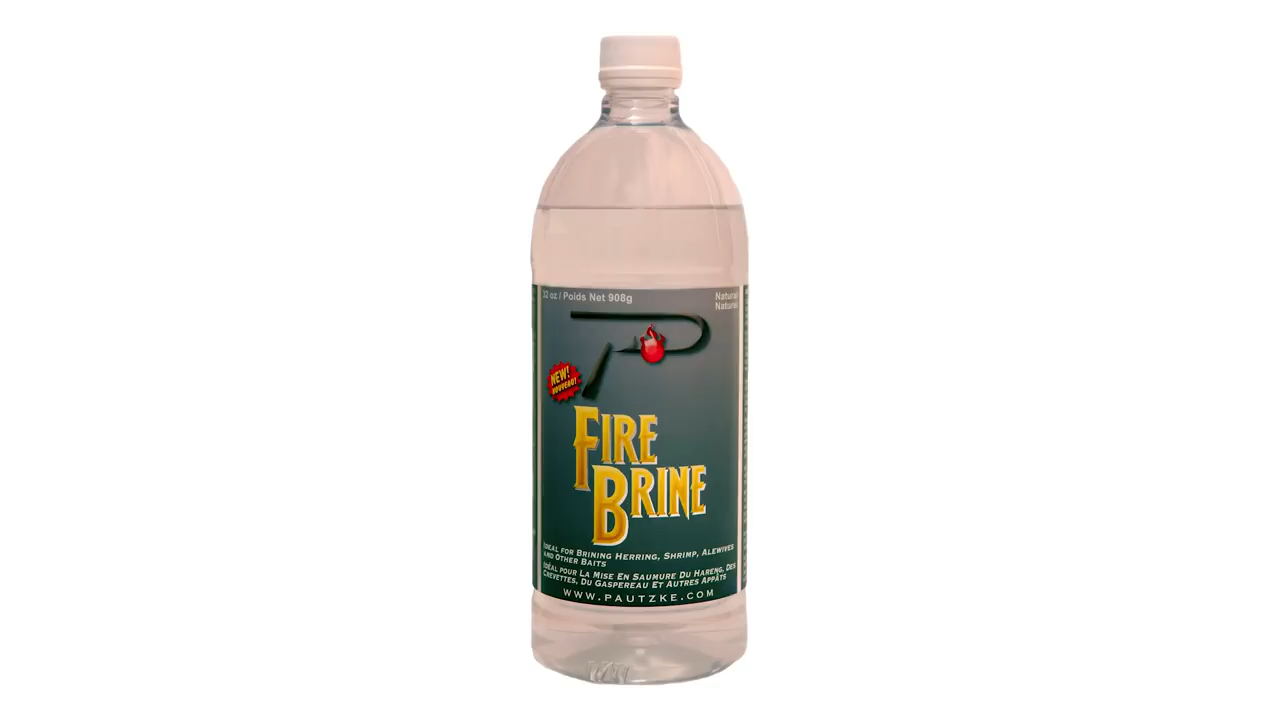 32 oz / Poids Net 908g
Natural
Natural
NEW!
NOUVEAU!
FIRE
BRINE
IDEAL FOR BRINING HERRING, SHRIMP, ALEWIVES
AND OTHER BAITS
IDÉAL POUR LA MISE EN SAUMURE DU HARENG, DES
CREVETTES, DU GASPEREAU ET AUTRES APPÂTS
WWW.PAUTZKE.COM